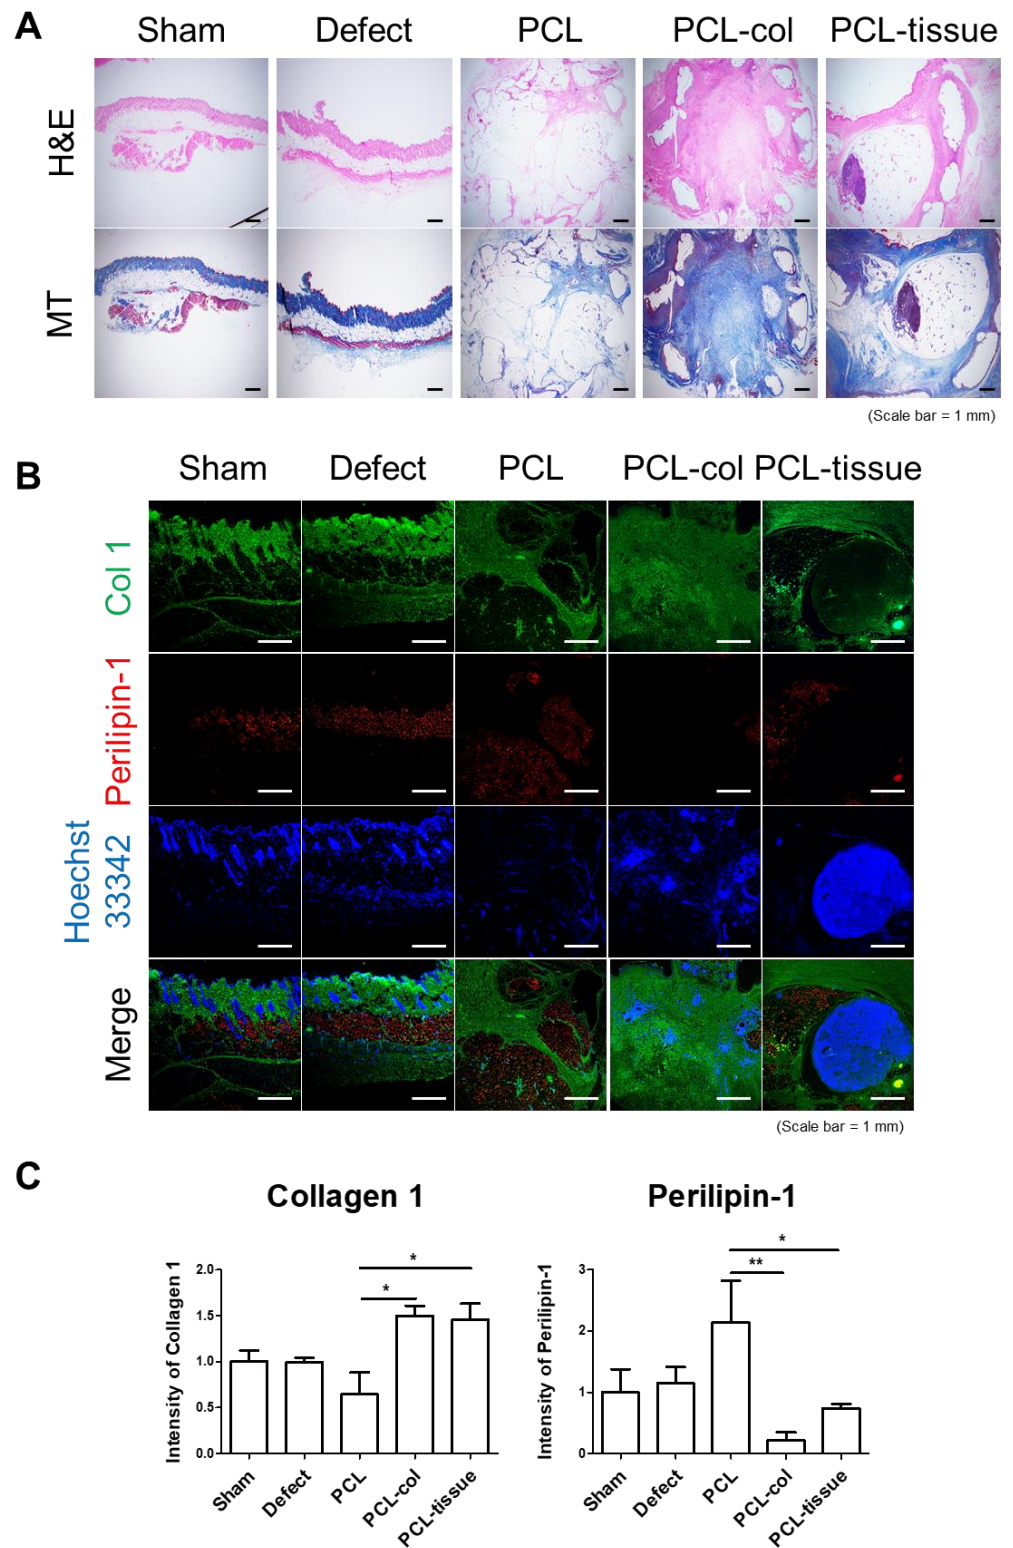 A
Sham Defect PCL PCL-col PCL-tissue
H&E
MT
(Scale bar = 1 mm)
B
Sham Defect PCL PCL-col PCL-tissue
Col 1
Perilipin-1
Hoechst
33342
Merge
(Scale bar = 1 mm)
C
Collagen 1
Intensity of Collagen 1
2.0
1.5
1.0
0.5
0.0
*
*
Sham Defect PCL PCL-col PCL-tissue
Perilipin-1
Intensity of Perilipin-1
3
2
1
0
*
**
Sham Defect PCL PCL-col PCL-tissue